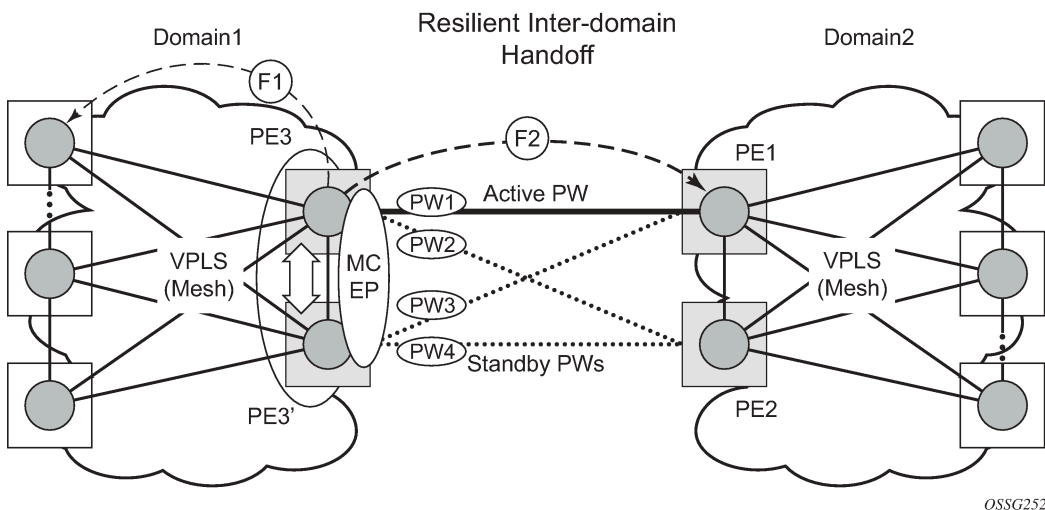 Resilient Inter-domain
Handoff
Domain1
Domain2
F1
PE3
F2
PE1
PW1
Active PW
PW2
VPLS
(Mesh)
MC
EP
VPLS
(Mesh)
PW3
PW4
Standby PWs
PE3’
PE2
OSSG252